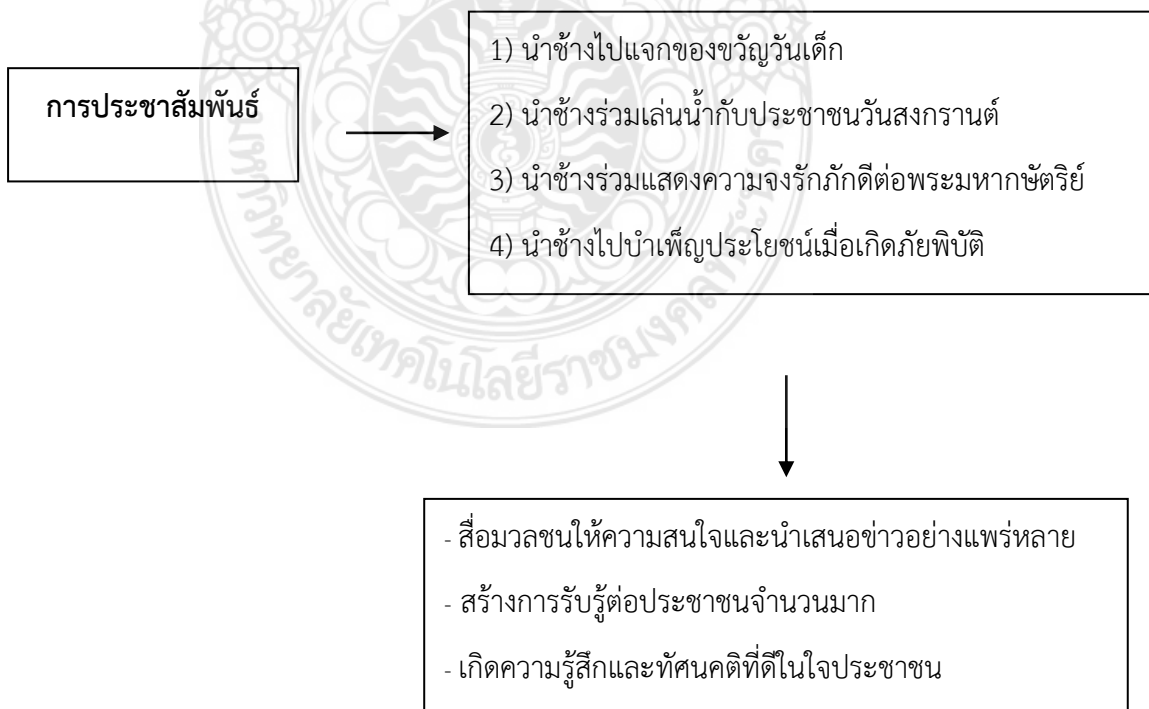 การประชาสัมพันธ์
1) นำช้างไปแจกของขวัญวันเด็ก
2) นำช้างร่วมเล่นน้ำกับประชาชนวันสงกรานต์
3) นำช้างร่วมแสดงความจงรักภักดีต่อพระมหากษัตริย์
4) นำช้างไปบำเพ็ญประโยชน์เมื่อเกิดภัยพิบัติ
- สื่อมวลชนให้ความสนใจและนำเสนอข่าวอย่างแพร่หลาย
- สร้างการรับรู้ต่อประชาชนจำนวนมาก
- เกิดความรู้สึกและทัศนคติที่ดีในใจประชาชน